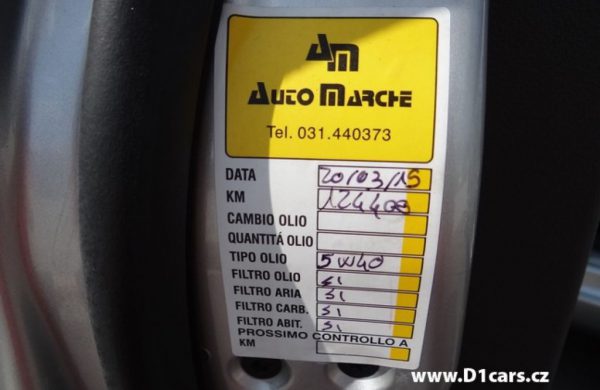 AM
AUTO MARCHE
Tel. 031.440373
DATA 20/03/15
KM 124400
CAMBIO OLIO
QUANTITÁ OLIO
TIPO OLIO 5W40
FILTRO OLIO SI
FILTRO ARIA SI
FILTRO CARB. SI
FILTRO ABIT. SI
PROSSIMO CONTROLLO A
KM
www.D1cars.cz